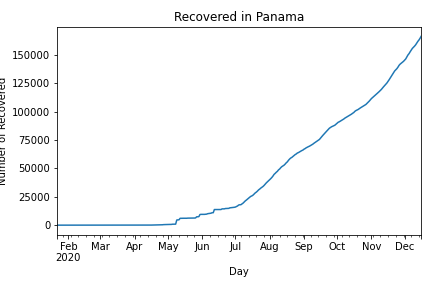 Recovered in Panama
Number of Recovered
150000
125000
100000
75000
50000
25000
0
Feb Mar Apr May Jun Jul Aug Sep Oct Nov Dec
2020
Day